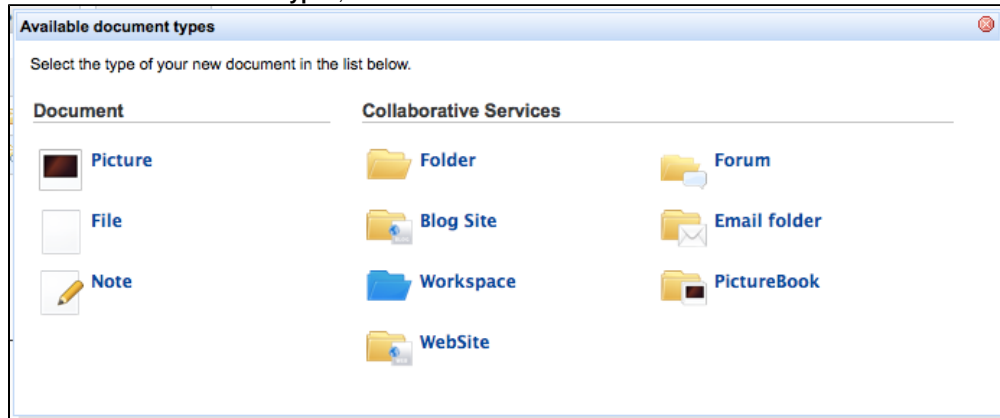 Available document types
Select the type of your new document in the list below.
Document
Collaborative Services
Picture
Folder
Forum
File
Blog Site
Email folder
Note
Workspace
PictureBook
WebSite